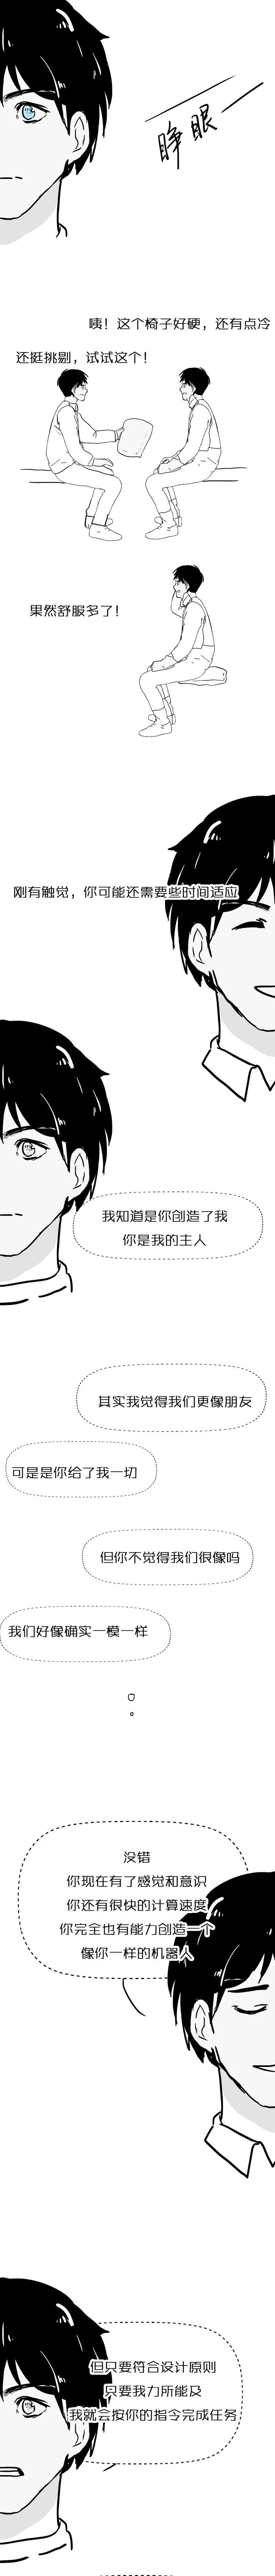 睁眼
咦！这个椅子好硬，还有点冷
还挺挑剔，试试这个！
果然舒服多了！
刚有触觉，你可能还需要些时间适应
我知道是你创造了我
你是我的主人
其实我觉得我们更像朋友
可是是你给了我一切
但你不觉得我们很像吗
我们好像确实一模一样
没错
你现在有了感觉和意识
你还有很快的计算速度
你完全也有能力创造一个
像你一样的机器人
但只要符合设计原则
只要我力所能及
我就会按你的指令完成任务